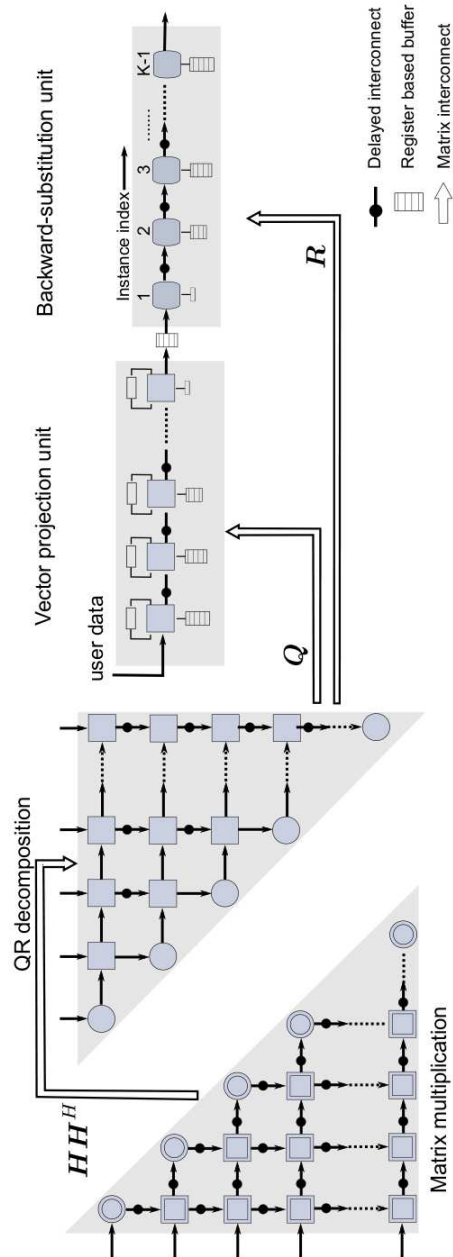 Matrix multiplication
HH^H
QR decomposition
Q
R
user data
Vector projection unit
Backward-substitution unit
Instance index
1
2
3
K-1
Delayed interconnect
Register based buffer
Matrix interconnect